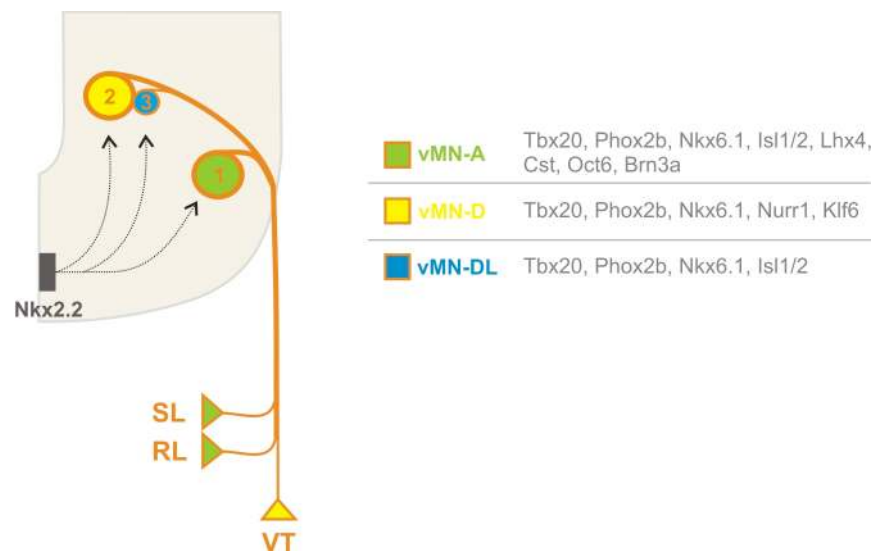 2
3
1
Nkx2.2
SL
RL
VT
vMN-A Tbx20, Phox2b, Nkx6.1, Isl1/2, Lhx4,
Cst, Oct6, Brn3a
vMN-D Tbx20, Phox2b, Nkx6.1, Nurr1, Klf6
vMN-DL Tbx20, Phox2b, Nkx6.1, Isl1/2